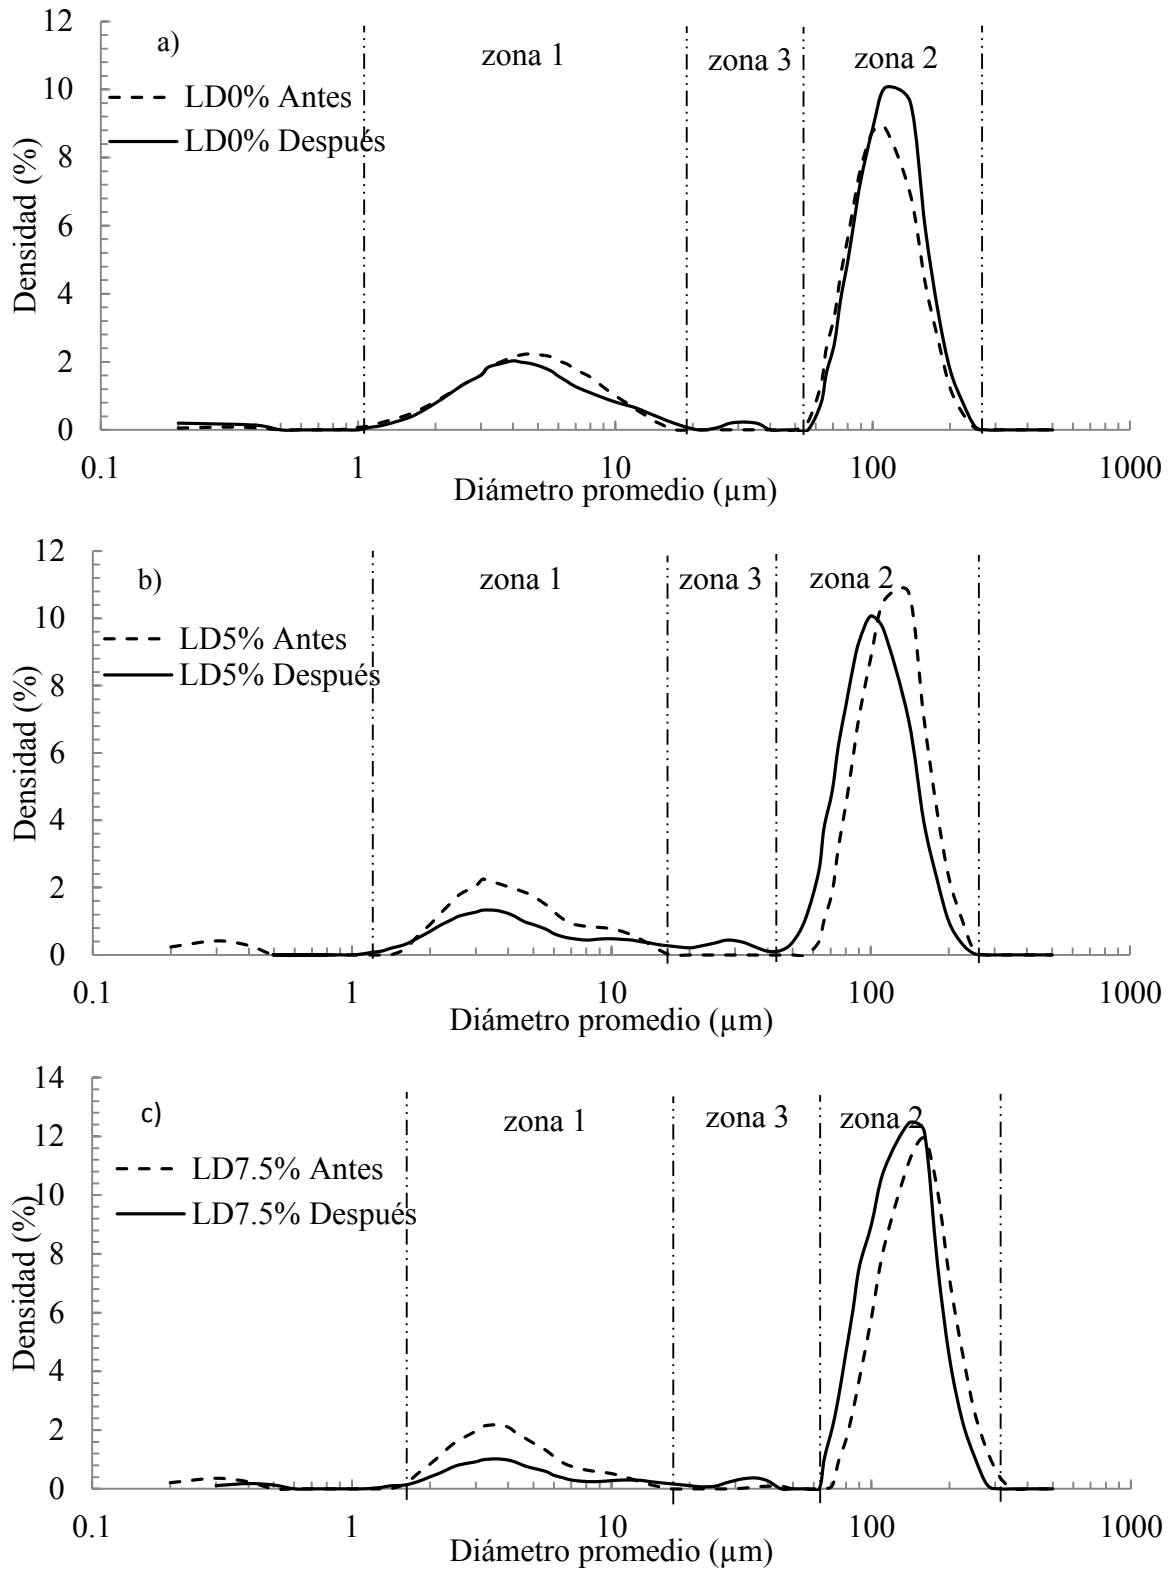 12
10
8
6
4
2
0
Densidad (%)
a)
zona 1
zona 3
zona 2
LD0% Antes
LD0% Después
0.1
1
10
100
1000
Diámetro promedio (µm)
12
10
8
6
4
2
0
Densidad (%)
b)
zona 1
zona 3
zona 2
LD5% Antes
LD5% Después
0.1
1
10
100
1000
Diámetro promedio (µm)
14
12
10
8
6
4
2
0
Densidad (%)
c)
zona 1
zona 3
zona 2
LD7.5% Antes
LD7.5% Después
0.1
1
10
100
1000
Diámetro promedio (µm)